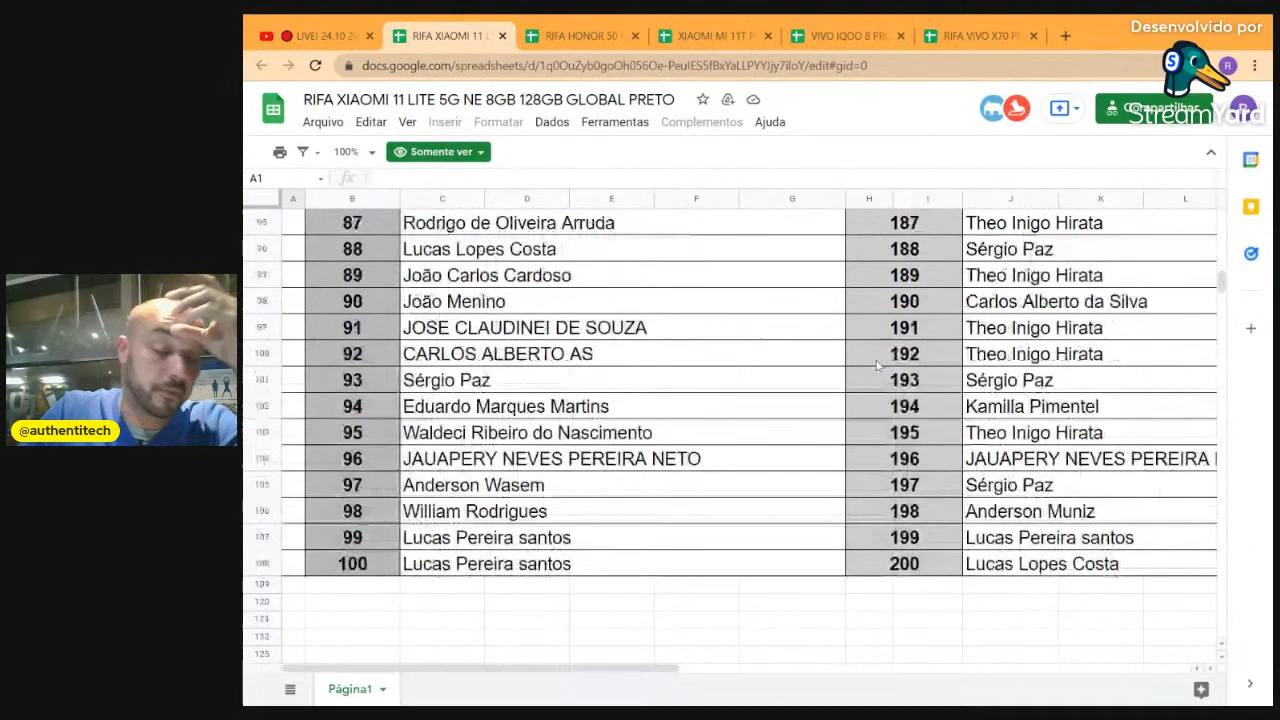 Desenvolvido por
StreamYard
LIVE! 24.10 2
RIFA XIAOMI 11 L
RIFA HONOR 50
XIAOMI MI 11T P
VIVO IQOO 8 PRO
RIFA VIVO X70 P
docs.google.com/spreadsheets/d/1q0OuZyb0goOh056Oe-PeuIES5fBxYaLLPYYJjy7iloY/edit#gid=0
R
RIFA XIAOMI 11 LITE 5G NE 8GB 128GB GLOBAL PRETO
Compartilhar
Arquivo Editar Ver Inserir Formatar Dados Ferramentas Complementos Ajuda
100% Somente ver
A1 fx
A B C D E F G H I J K L
87 Rodrigo de Oliveira Arruda 187 Theo Inigo Hirata
88 Lucas Lopes Costa 188 Sérgio Paz
89 João Carlos Cardoso 189 Theo Inigo Hirata
90 João Menino 190 Carlos Alberto da Silva
91 JOSE CLAUDINEI DE SOUZA 191 Theo Inigo Hirata
92 CARLOS ALBERTO AS 192 Theo Inigo Hirata
93 Sérgio Paz 193 Sérgio Paz
94 Eduardo Marques Martins 194 Kamilla Pimentel
95 Waldeci Ribeiro do Nascimento 195 Theo Inigo Hirata
96 JAUAPERY NEVES PEREIRA NETO 196 JAUAPERY NEVES PEREIRA
105 97 Anderson Wasem 197 Sérgio Paz
98 William Rodrigues 198 Anderson Muniz
99 Lucas Pereira santos 199 Lucas Pereira santos
100 Lucas Pereira santos 200 Lucas Lopes Costa
@authentitech
Página1